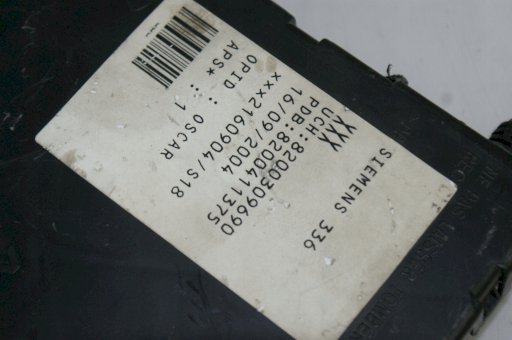 SIEMENS 336
XXX
UCH:8200309690
PDB:8200411375
16/09/2004
xxx2160904/S18
OPID : OSCAR
APS* : 1